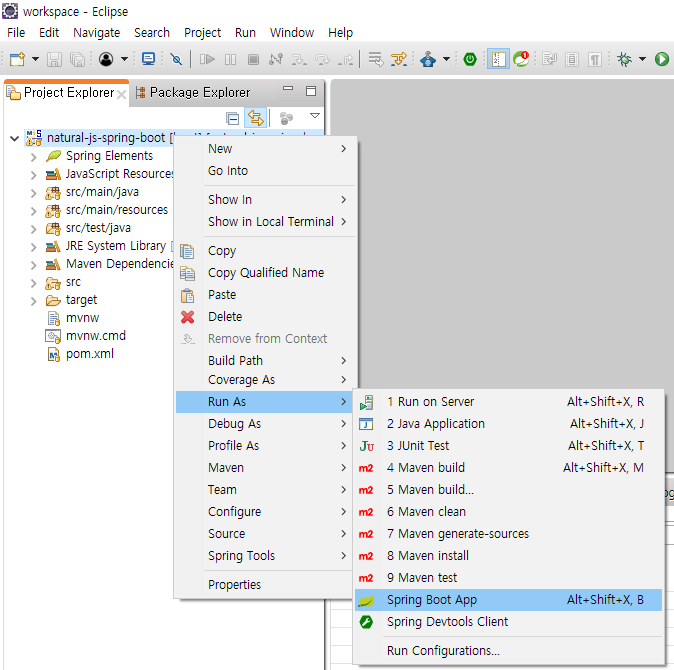 workspace - Eclipse
File Edit Navigate Search Project Run Window Help
Project Explorer Package Explorer
natural-js-spring-boot
Spring Elements
JavaScript Resources
src/main/java
src/main/resources
src/test/java
JRE System Library
Maven Dependencie
src
target
mvnw
mvnw.cmd
pom.xml
New
Go Into
Show In
Show in Local Terminal
Copy
Copy Qualified Name
Paste
Delete
Remove from Context
Build Path
Coverage As
Run As
Debug As
Profile As
Maven
Team
Configure
Source
Spring Tools
Properties
1 Run on Server Alt+Shift+X, R
2 Java Application Alt+Shift+X, J
3 JUnit Test Alt+Shift+X, T
4 Maven build Alt+Shift+X, M
5 Maven build...
6 Maven clean
7 Maven generate-sources
8 Maven install
9 Maven test
Spring Boot App Alt+Shift+X, B
Spring Devtools Client
Run Configurations...